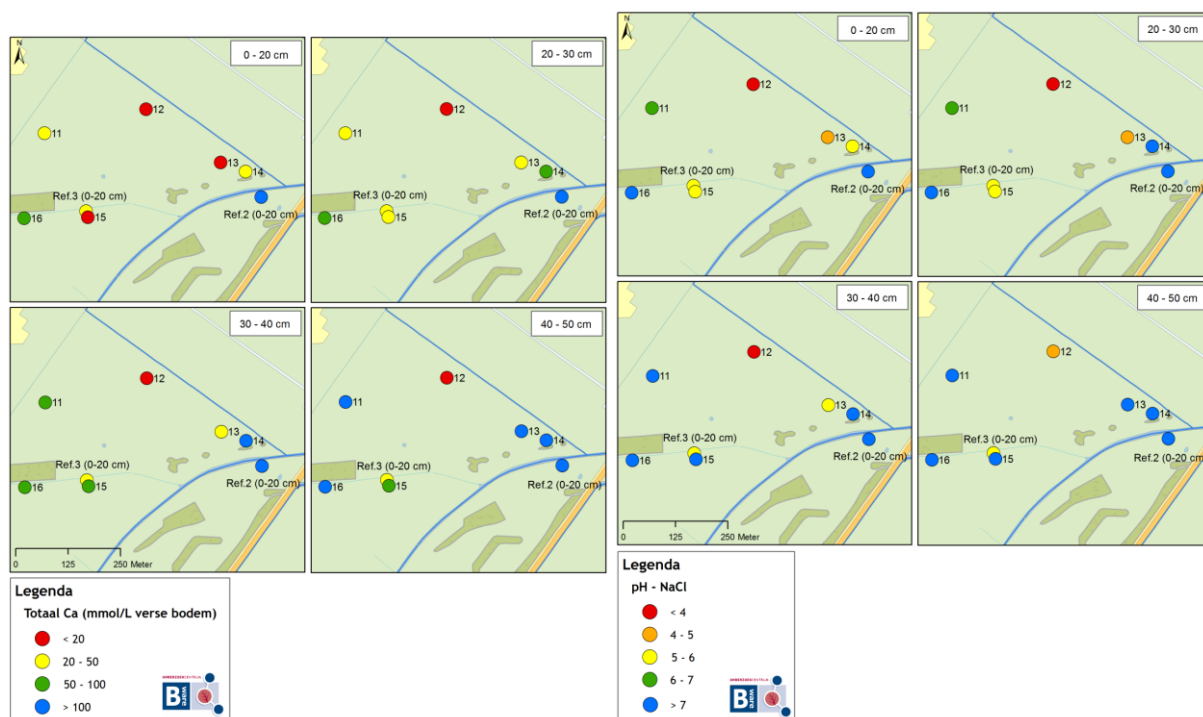 N
0 - 20 cm
12
11
13
14
Ref.3 (0-20 cm)
16
15
Ref.2 (0-20 cm)
20 - 30 cm
12
11
13
14
Ref.3 (0-20 cm)
16
15
Ref.2 (0-20 cm)
30 - 40 cm
12
11
13
14
Ref.3 (0-20 cm)
16
15
Ref.2 (0-20 cm)
0 125 250 Meter
40 - 50 cm
12
11
13
14
Ref.3 (0-20 cm)
16
15
Ref.2 (0-20 cm)
Legenda
Totaal Ca (mmol/L verse bodem)
< 20
20 - 50
50 - 100
> 100
B
ware
N
0 - 20 cm
12
11
13
14
Ref.3 (0-20 cm)
16
15
Ref.2 (0-20 cm)
20 - 30 cm
12
11
13
14
Ref.3 (0-20 cm)
16
15
Ref.2 (0-20 cm)
30 - 40 cm
12
11
13
14
Ref.3 (0-20 cm)
16
15
Ref.2 (0-20 cm)
0 125 250 Meter
40 - 50 cm
12
11
13
14
Ref.3 (0-20 cm)
16
15
Ref.2 (0-20 cm)
Legenda
pH - NaCl
< 4
4 - 5
5 - 6
6 - 7
> 7
B
ware